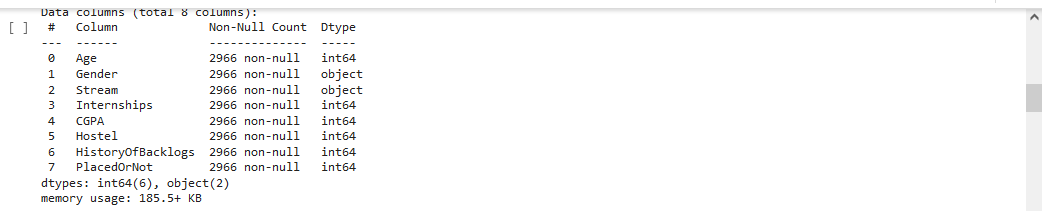 Data columns (total 8 columns):
[ ] # Column Non-Null Count Dtype
--- ------ -------------- -----
0 Age 2966 non-null int64
1 Gender 2966 non-null object
2 Stream 2966 non-null object
3 Internships 2966 non-null int64
4 CGPA 2966 non-null int64
5 Hostel 2966 non-null int64
6 HistoryOfBacklogs 2966 non-null int64
7 PlacedOrNot 2966 non-null int64
dtypes: int64(6), object(2)
memory usage: 185.5+ KB